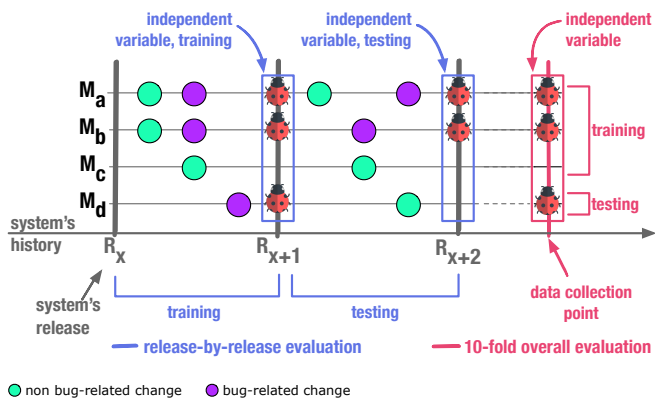 independent
variable, training
independent
variable, testing
independent
variable
Ma
Mb
Mc
Md
training
testing
system's
history
Rx
Rx+1
Rx+2
system's
release
training
testing
data collection
point
release-by-release evaluation
10-fold overall evaluation
non bug-related change
bug-related change